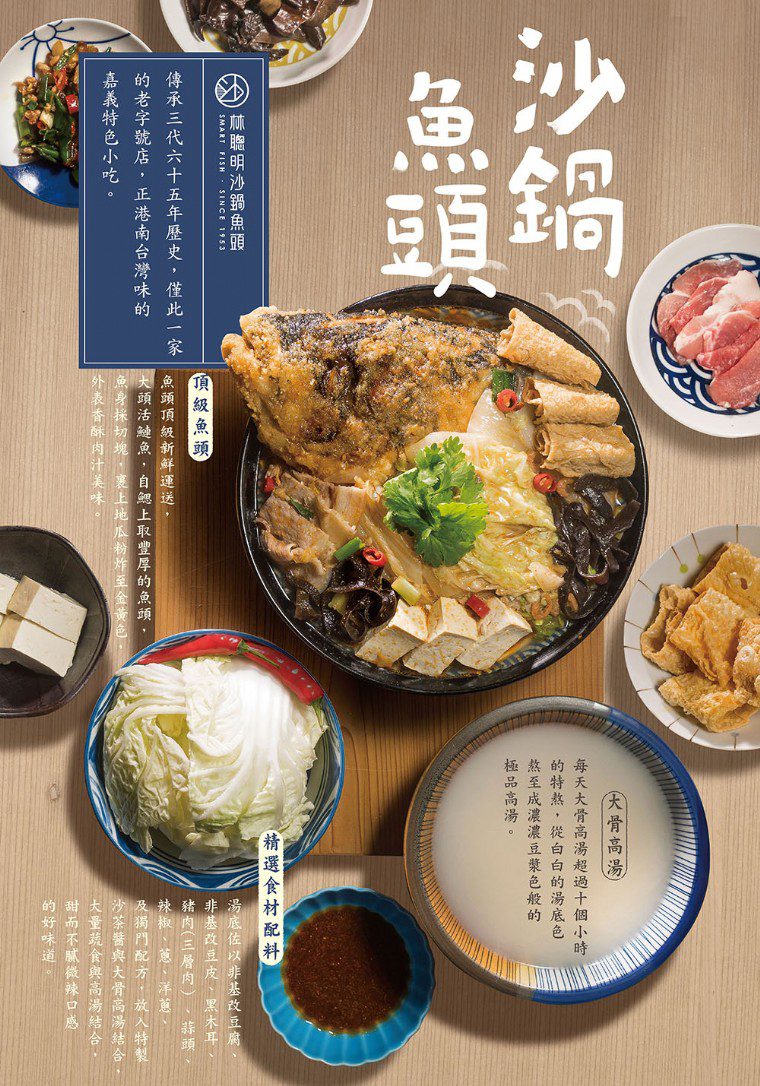 沙鍋
魚頭
林聰明沙鍋魚頭
SMART FISH · SINCE 1953
傳承三代六十五年歷史，僅此一家
的老字號店，正港南台灣味的
嘉義特色小吃。
頂級魚頭
魚頭頂級新鮮運送，
大頭活鰱魚，自鰓上取豐厚的魚頭，
魚身採切塊，裹上地瓜粉炸至金黃色，
外表香酥肉汁美味。
大骨高湯
每天大骨高湯超過十個小時
的特熬，從白白的湯底色
熬至成濃濃豆漿色般的
極品高湯。
精選食材配料
湯底佐以非基改豆腐、
非基改豆皮、黑木耳、
豬肉(三層肉)、蒜頭、
辣椒、蔥、洋蔥、
及獨門配方，放入特製
沙茶醬與大骨高湯結合，
大量蔬食與高湯結合，
甜而不膩微辣口感
的好味道。